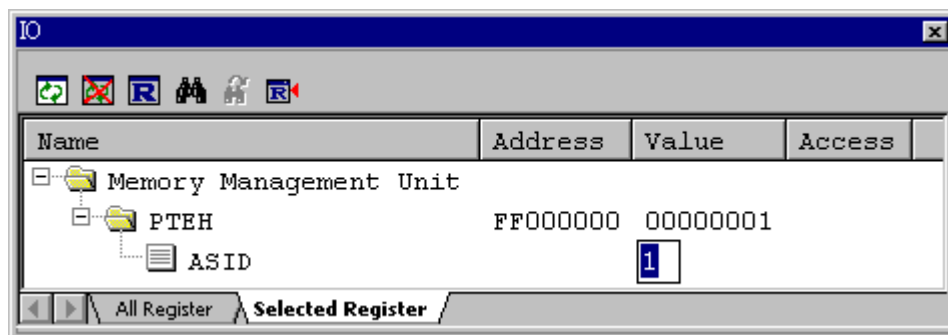 IO
R R
Name Address Value Access
Memory Management Unit
PTEH FF000000 00000001
ASID 1
All Register Selected Register